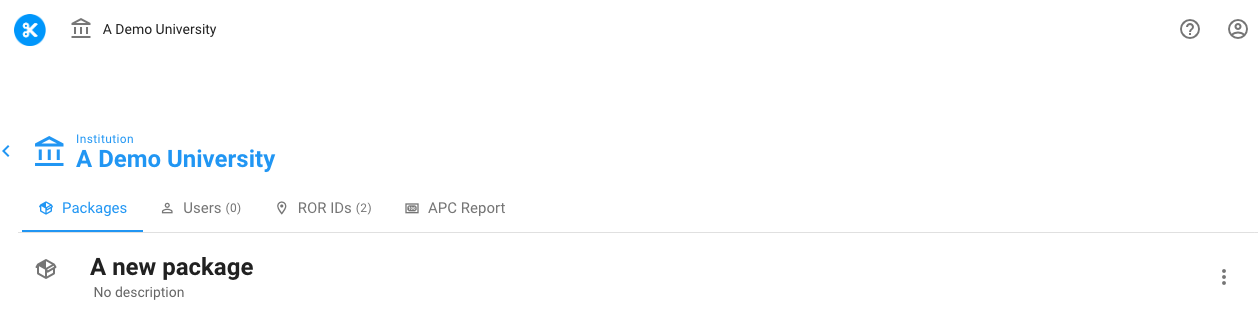 A Demo University
Institution
A Demo University
Packages Users (0) ROR IDs (2) APC Report
A new package
No description